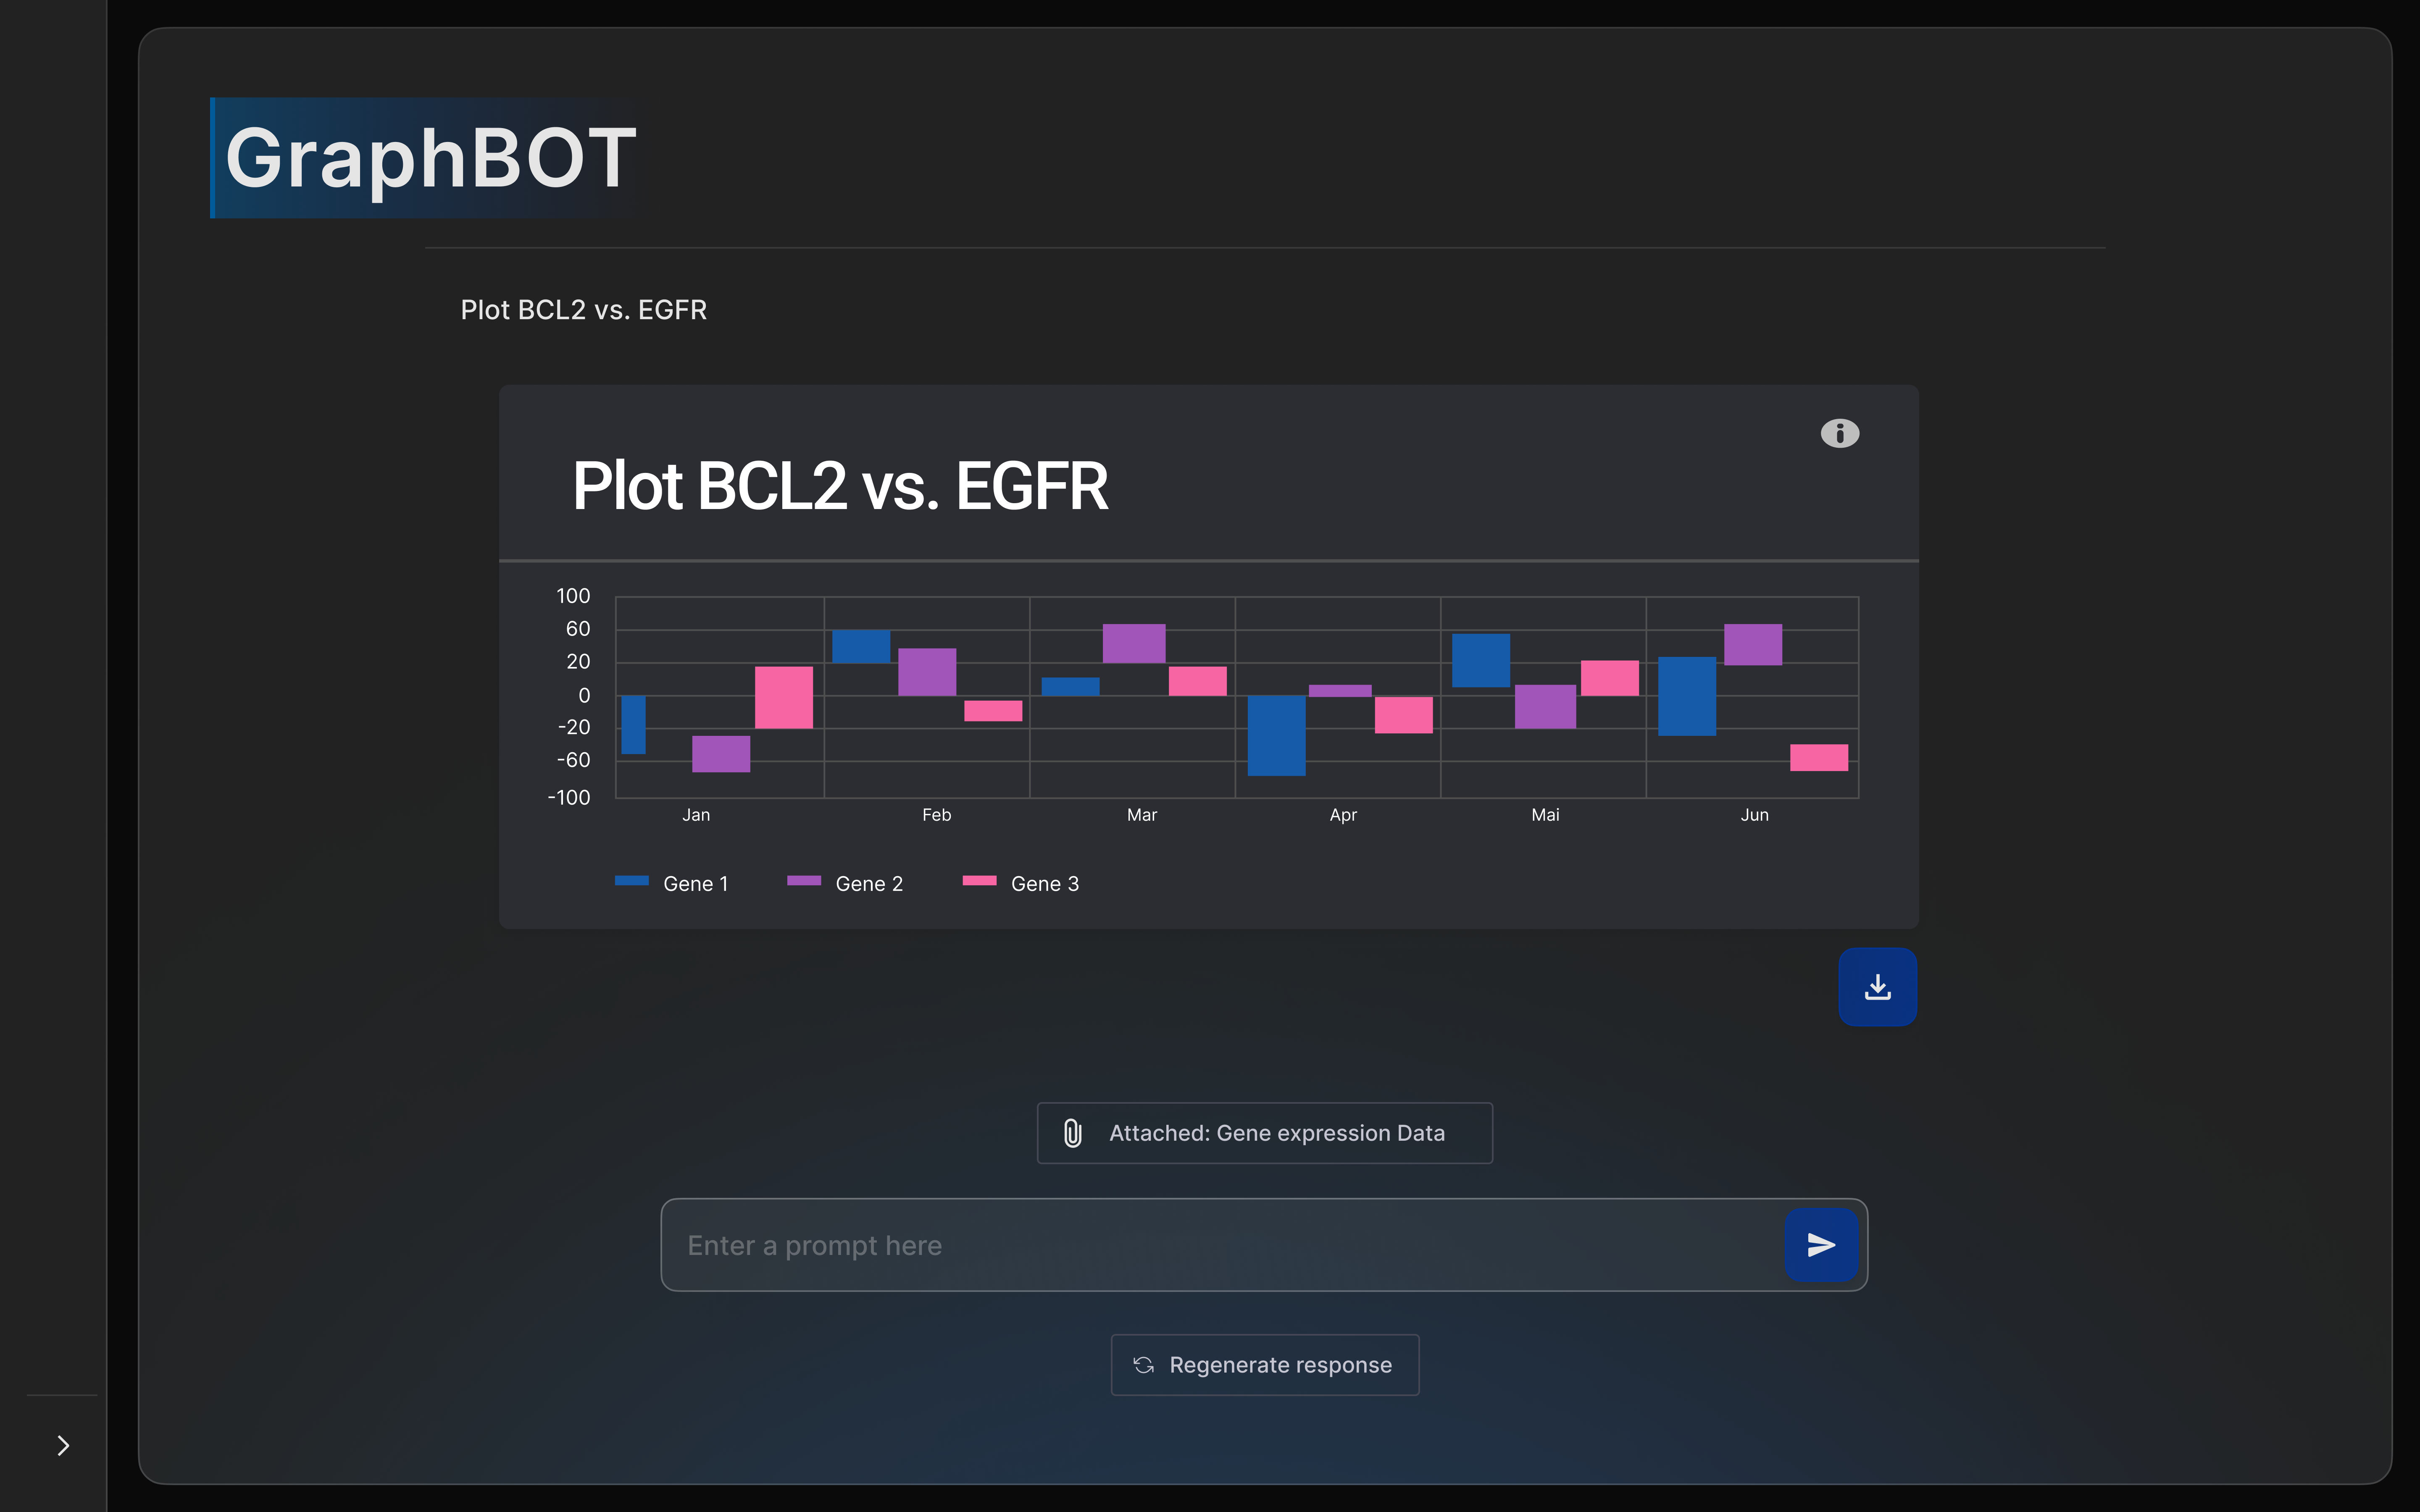 GraphBOT
Plot BCL2 vs. EGFR
Plot BCL2 vs. EGFR
100
60
20
0
-20
-60
-100
Jan Feb Mar Apr Mai Jun
Gene 1 Gene 2 Gene 3
Attached: Gene expression Data
Enter a prompt here
Regenerate response